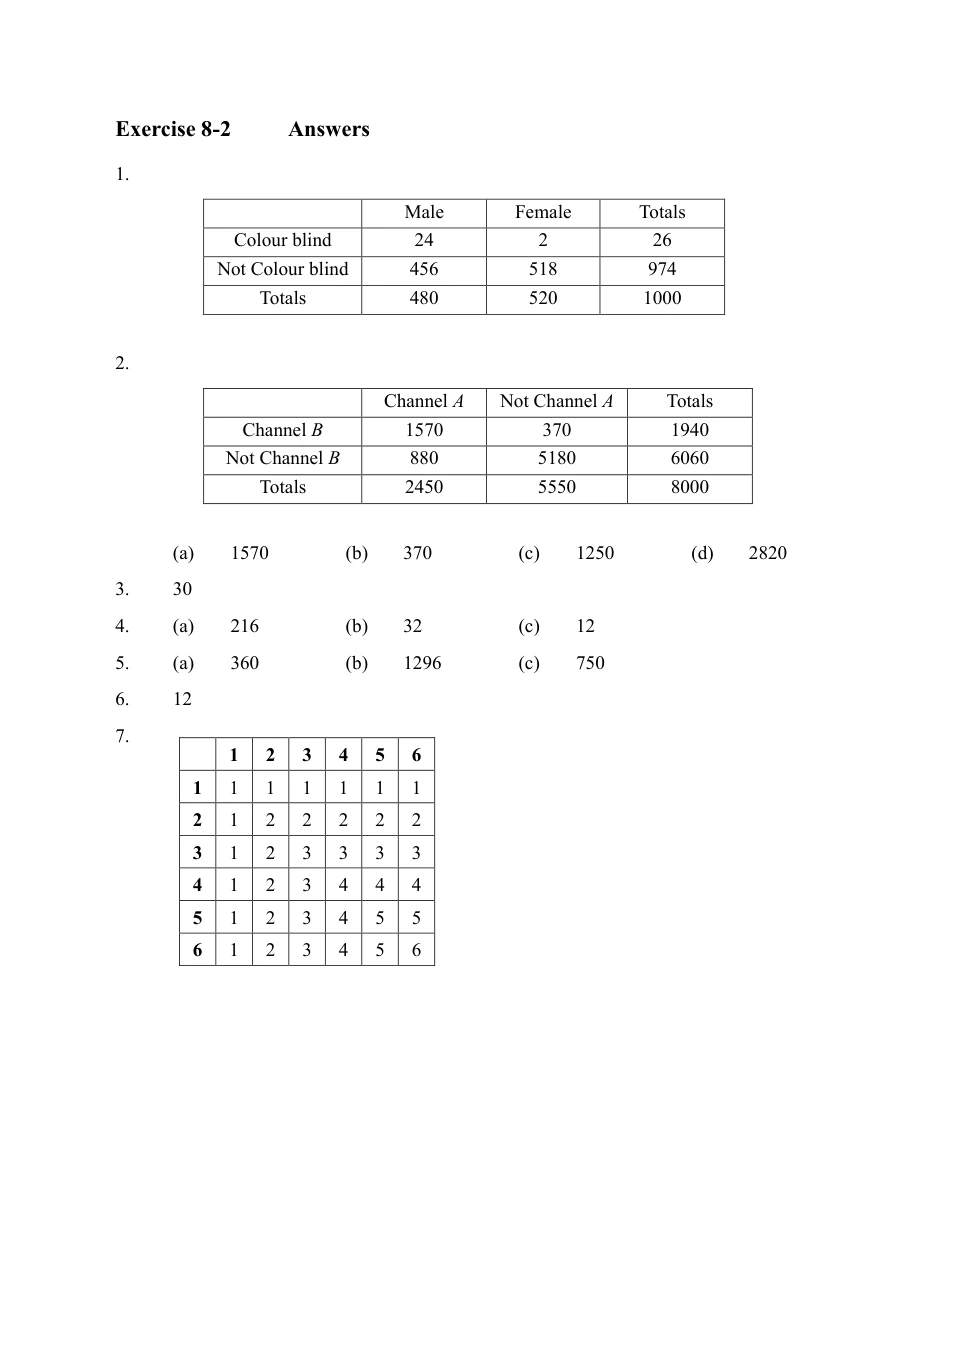 Exercise 8-2 Answers
1.
Male Female Totals
Colour blind 24 2 26
Not Colour blind 456 518 974
Totals 480 520 1000
2.
Channel A Not Channel A Totals
Channel B 1570 370 1940
Not Channel B 880 5180 6060
Totals 2450 5550 8000
(a) 1570 (b) 370 (c) 1250 (d) 2820
3. 30
4. (a) 216 (b) 32 (c) 12
5. (a) 360 (b) 1296 (c) 750
6. 12
7.
1 2 3 4 5 6
1 1 1 1 1 1 1
2 1 2 2 2 2 2
3 1 2 3 3 3 3
4 1 2 3 4 4 4
5 1 2 3 4 5 5
6 1 2 3 4 5 6